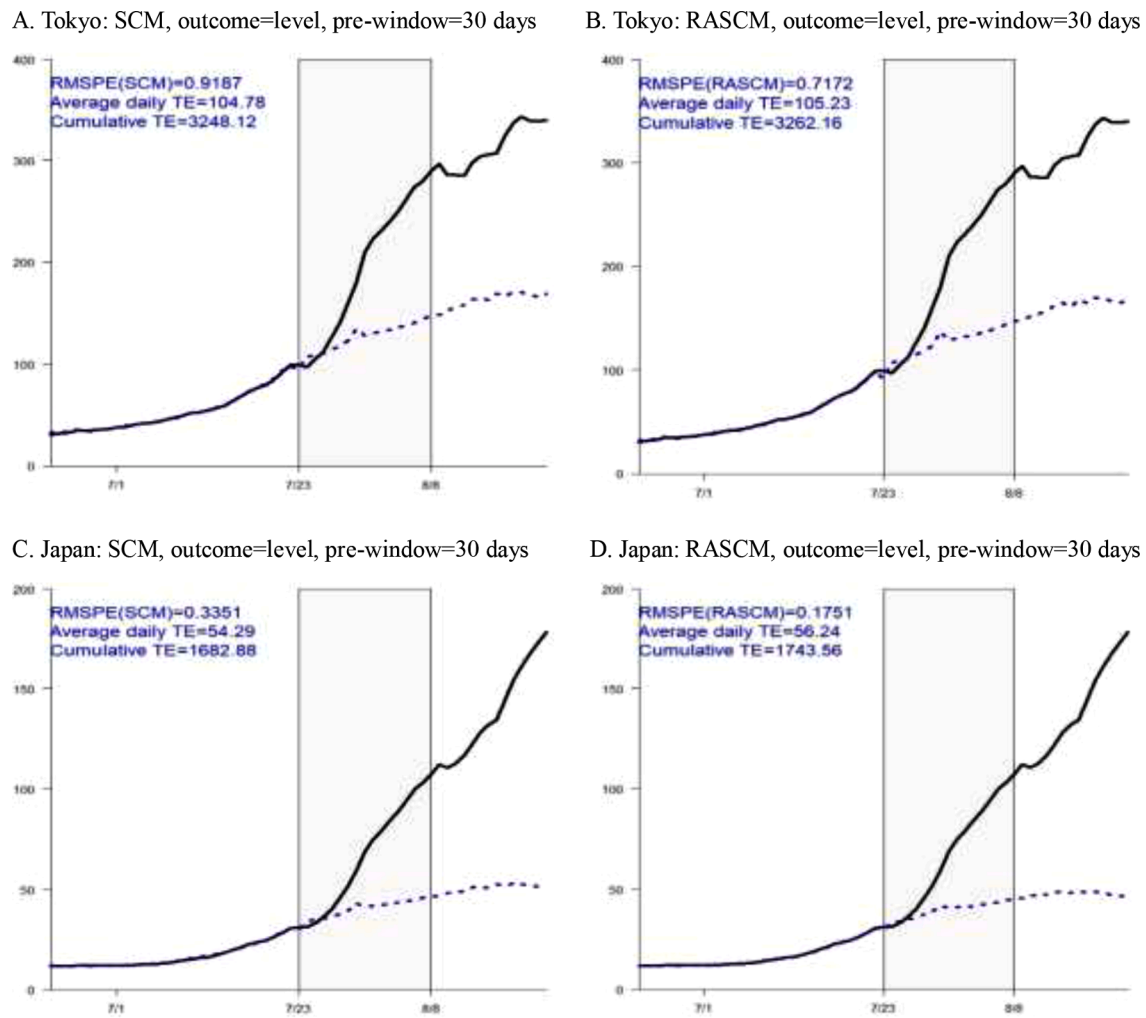 A. Tokyo: SCM, outcome=level, pre-window=30 days
RMSPE(SCM)=0.9187
Average daily TE=104.78
Cumulative TE=3248.12
400
300
200
100
0
7/1
7/23
8/8
B. Tokyo: RASCM, outcome=level, pre-window=30 days
RMSPE(RASCM)=0.7172
Average daily TE=105.23
Cumulative TE=3262.16
400
300
200
100
0
7/1
7/23
8/8
C. Japan: SCM, outcome=level, pre-window=30 days
RMSPE(SCM)=0.3351
Average daily TE=54.29
Cumulative TE=1682.88
200
150
100
50
0
7/1
7/23
8/8
D. Japan: RASCM, outcome=level, pre-window=30 days
RMSPE(RASCM)=0.1751
Average daily TE=56.24
Cumulative TE=1743.56
200
150
100
50
0
7/1
7/23
8/8